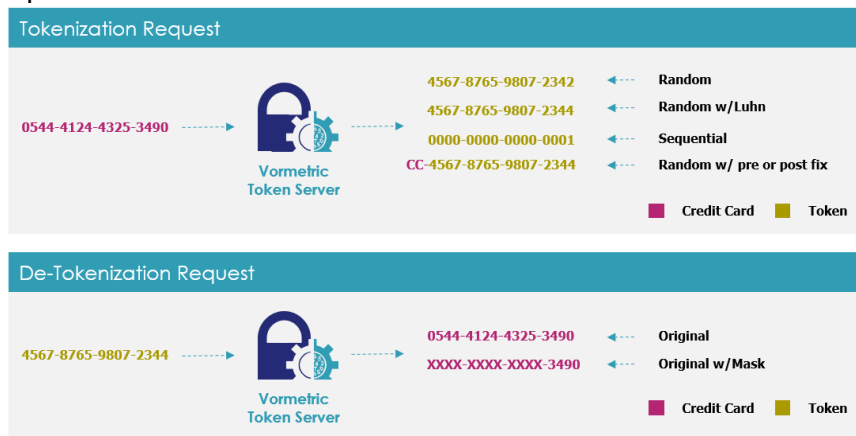 Tokenization Request
0544-4124-4325-3490
Vormetric
Token Server
4567-8765-9807-2342 Random
4567-8765-9807-2344 Random w/Luhn
0000-0000-0000-0001 Sequential
CC-4567-8765-9807-2344 Random w/ pre or post fix
Credit Card Token
De-Tokenization Request
4567-8765-9807-2344
Vormetric
Token Server
0544-4124-4325-3490 Original
XXXX-XXXX-XXXX-3490 Original w/Mask
Credit Card Token